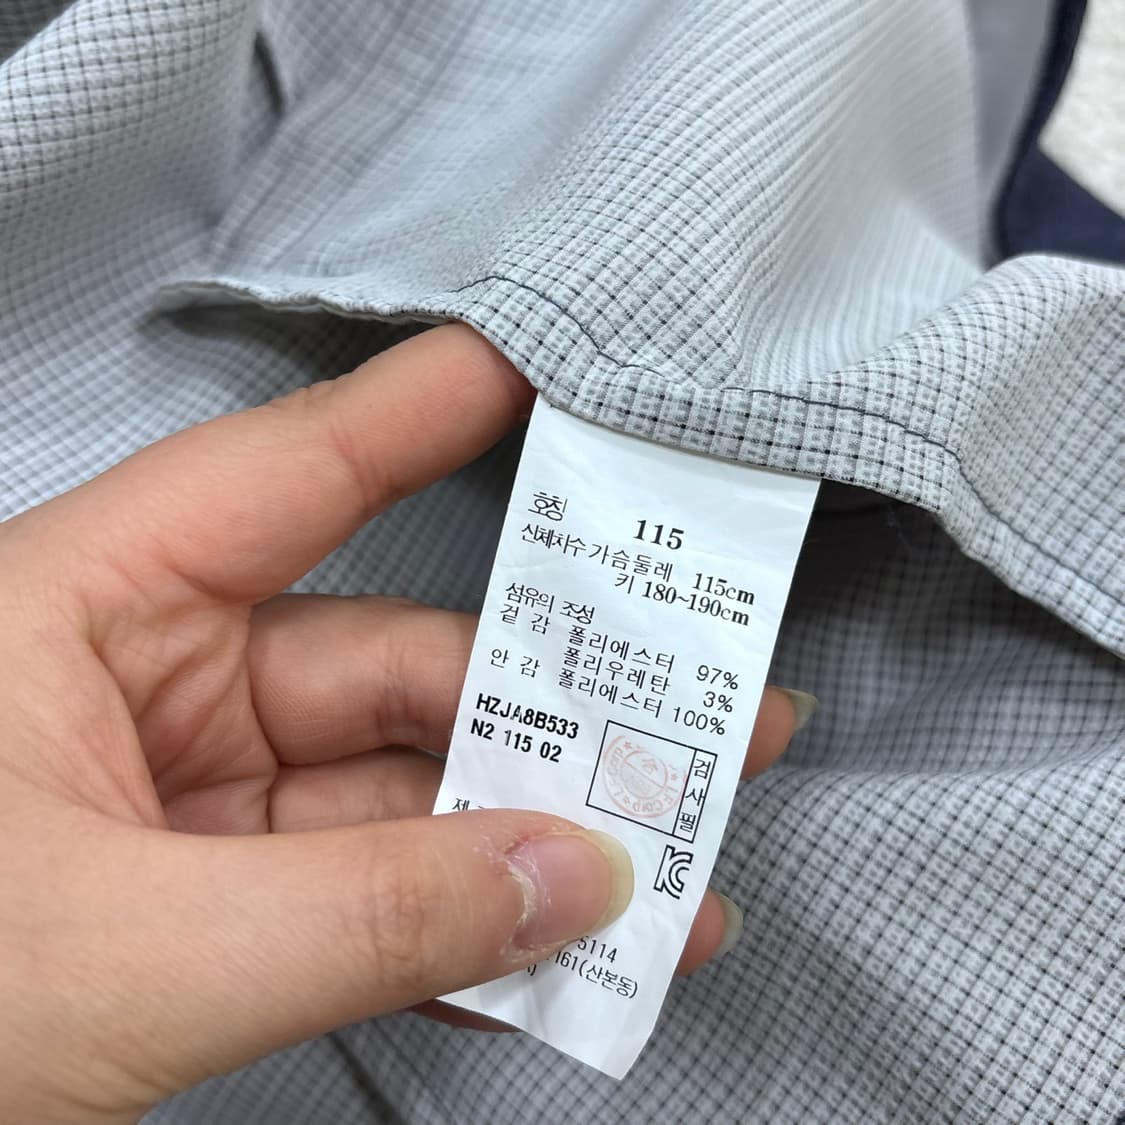 호칭 115
신체치수 가슴둘레 115cm
키 180~190cm
섬유의 조성
겉감 폴리에스터 97%
폴리우레탄 3%
안감 폴리에스터 100%
HZJA8B533
N2 115 02
검사필
제
5114
161(산본동)